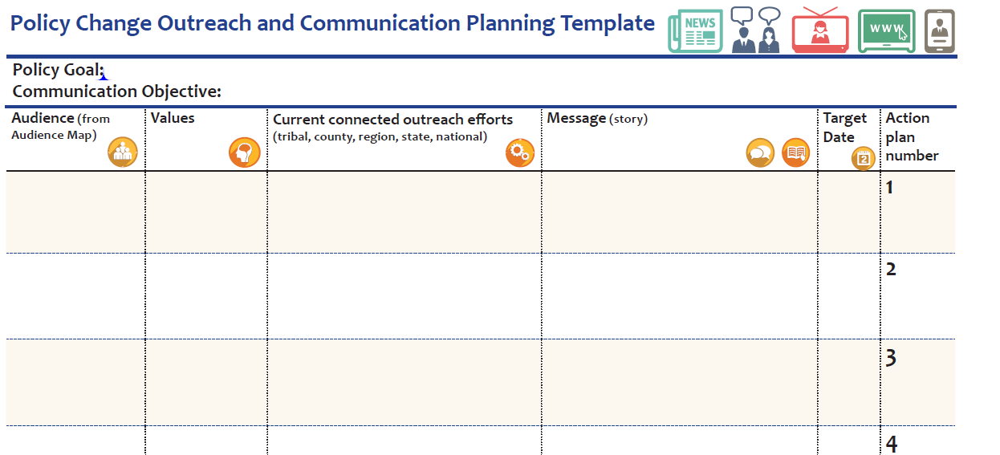 Policy Change Outreach and Communication Planning Template
NEWS
www
Policy Goal:
Communication Objective:
Audience (from
Audience Map)
Values
Current connected outreach efforts
(tribal, county, region, state, national)
Message (story)
Target
Date
2
Action
plan
number
1
2
3
4